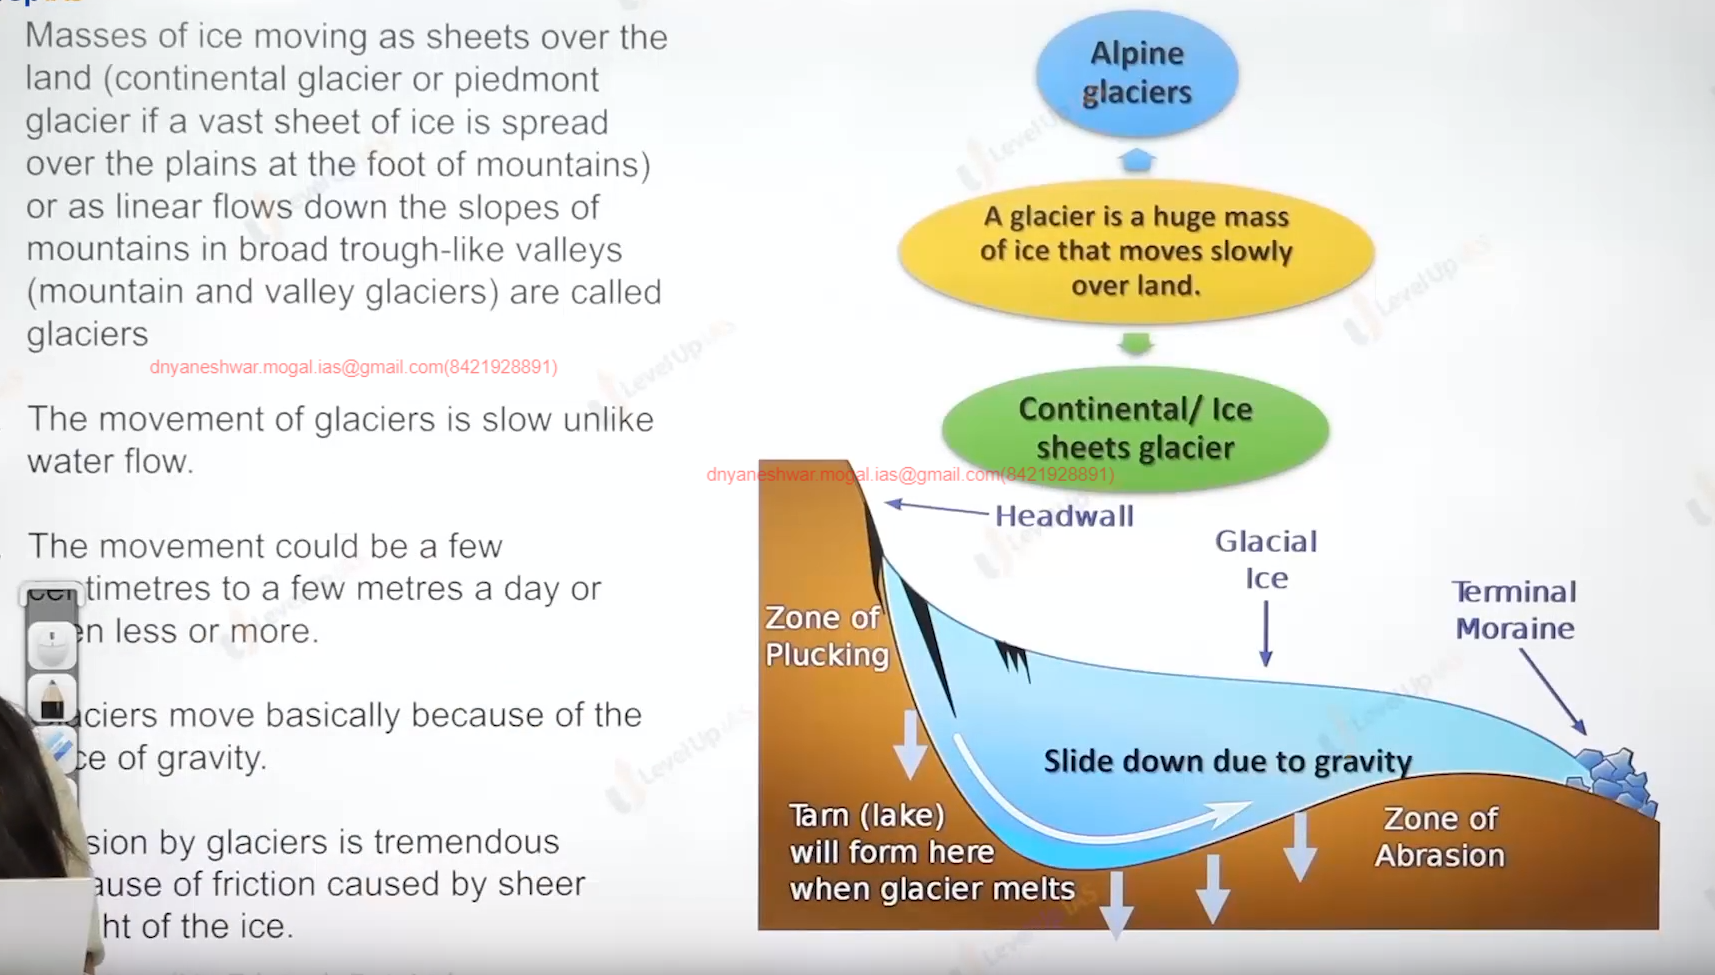 Masses of ice moving as sheets over the
land (continental glacier or piedmont
glacier if a vast sheet of ice is spread
over the plains at the foot of mountains)
or as linear flows down the slopes of
mountains in broad trough-like valleys
(mountain and valley glaciers) are called
glaciers
dnyaneshwar.mogal.ias@gmail.com(8421928891)
The movement of glaciers is slow unlike
water flow.
The movement could be a few
centimetres to a few metres a day or
en less or more.
aciers move basically because of the
ce of gravity.
sion by glaciers is tremendous
ause of friction caused by sheer
ht of the ice.
Alpine
glaciers
A glacier is a huge mass
of ice that moves slowly
over land.
Continental/ Ice
sheets glacier
dnyaneshwar.mogal.ias@gmail.com(8421928891)
Headwall
Glacial
Ice
Terminal
Moraine
Zone of
Plucking
Slide down due to gravity
Tarn (lake)
will form here
when glacier melts
Zone of
Abrasion
LevelUp IAS